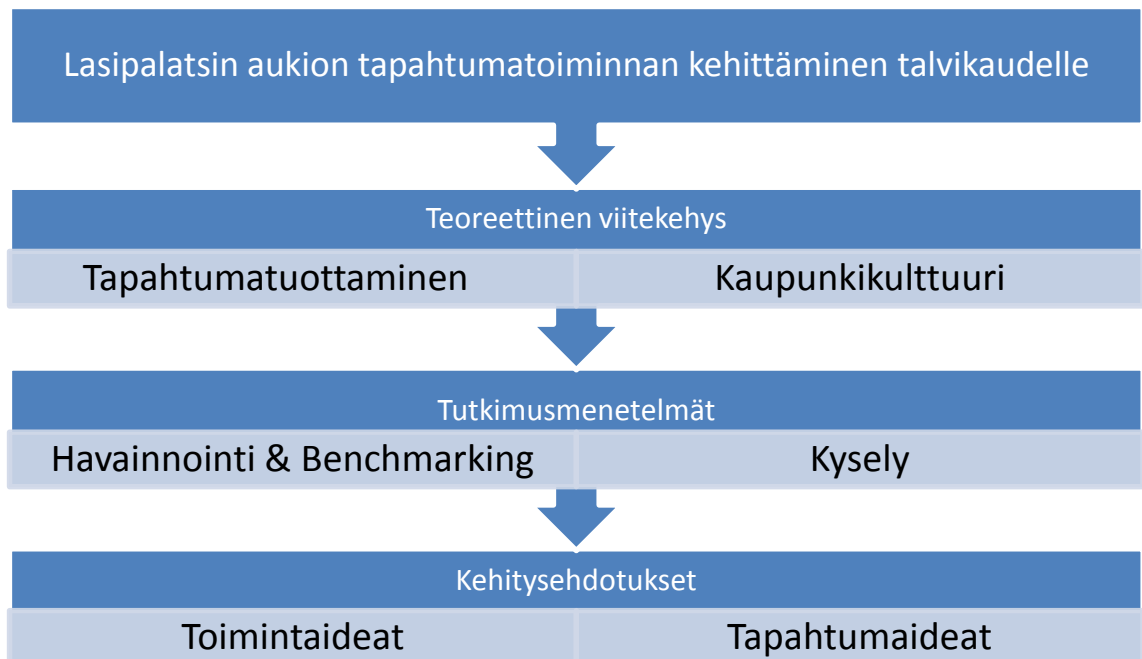 Lasipalatsin aukion tapahtumatoiminnan kehittäminen talvikaudelle
Teoreettinen viitekehys
Tapahtumatuottaminen
Kaupunkikulttuuri
Tutkimusmenetelmät
Havainnointi & Benchmarking
Kysely
Kehitysehdotukset
Toimintaideat
Tapahtumaideat